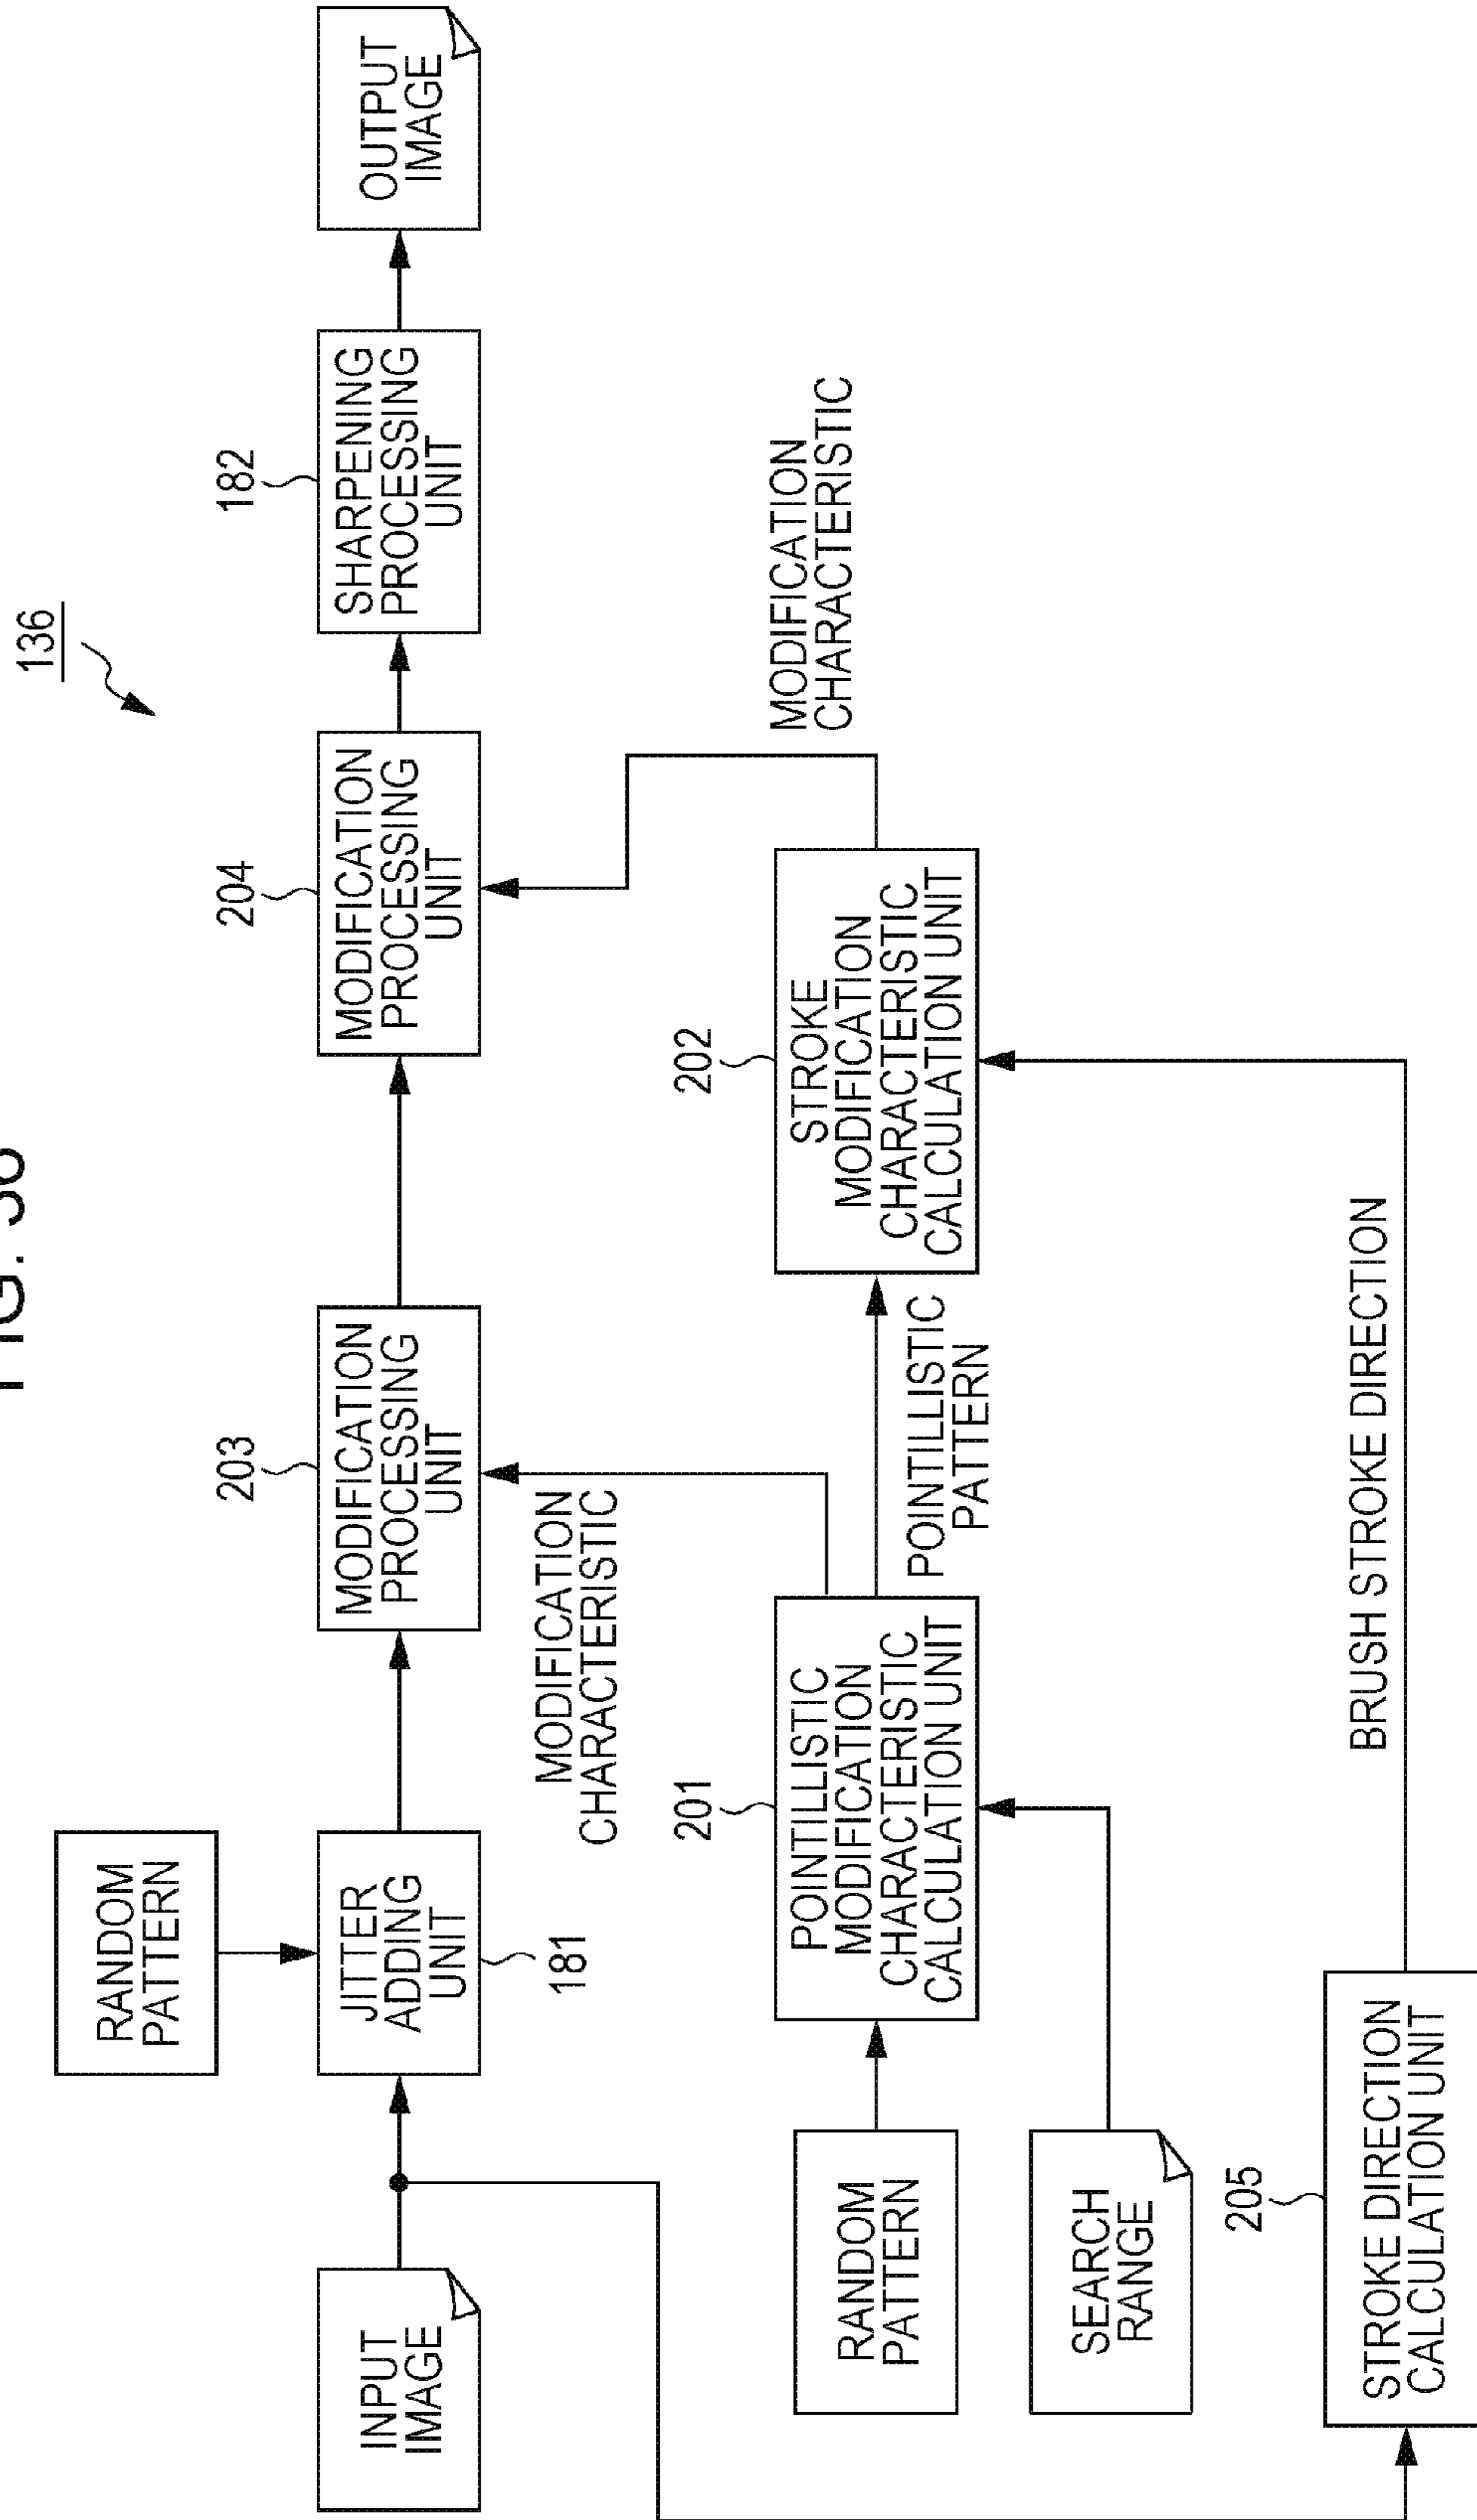 FIG.
136
RANDOM
PATTERN
INPUT
IMAGE
JITTER
ADDING
UNIT
181
203
MODIFICATION
PROCESSING
UNIT
204
MODIFICATION
PROCESSING
UNIT
182
SHARPENING
PROCESSING
UNIT
OUTPUT
IMAGE
MODIFICATION
CHARACTERISTIC
MODIFICATION
CHARACTERISTIC
RANDOM
PATTERN
201
POINTILLISTIC
MODIFICATION
CHARACTERISTIC
CALCULATION UNIT
POINTILLISTIC
PATTERN
202
STROKE
MODIFICATION
CHARACTERISTIC
CALCULATION UNIT
SEARCH
RANGE
205
STROKE DIRECTION
CALCULATION UNIT
BRUSH STROKE DIRECTION